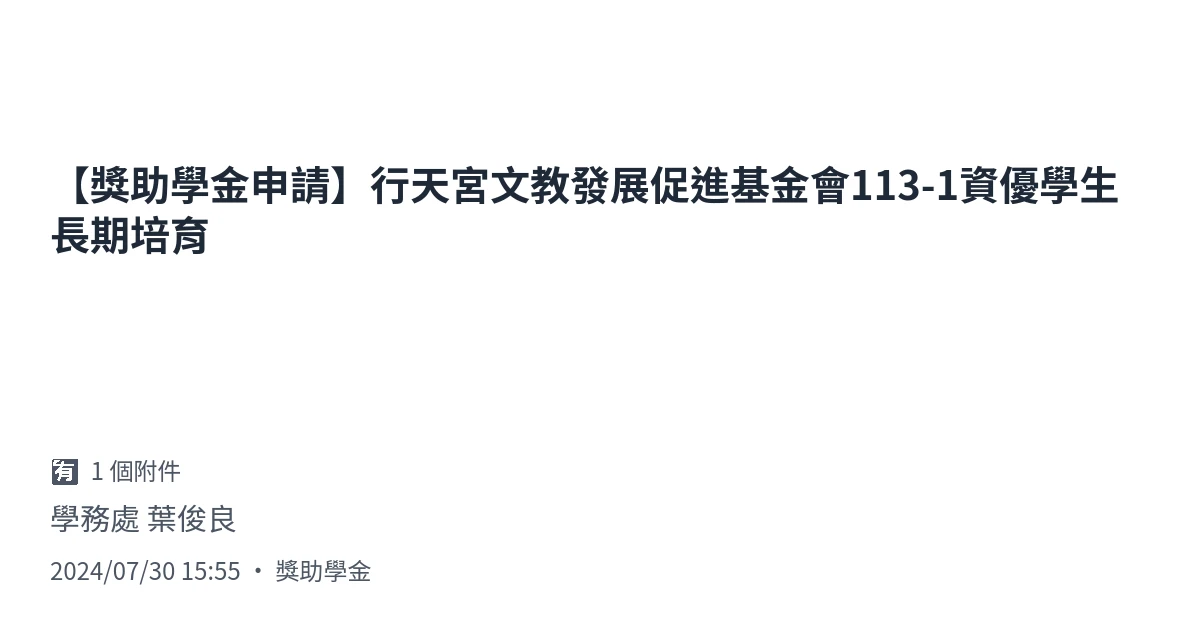 【獎助學金申請】行天宮文教發展促進基金會113-1資優學生
長期培育
有 1 個附件
學務處 葉俊良
2024/07/30 15:55 • 獎助學金